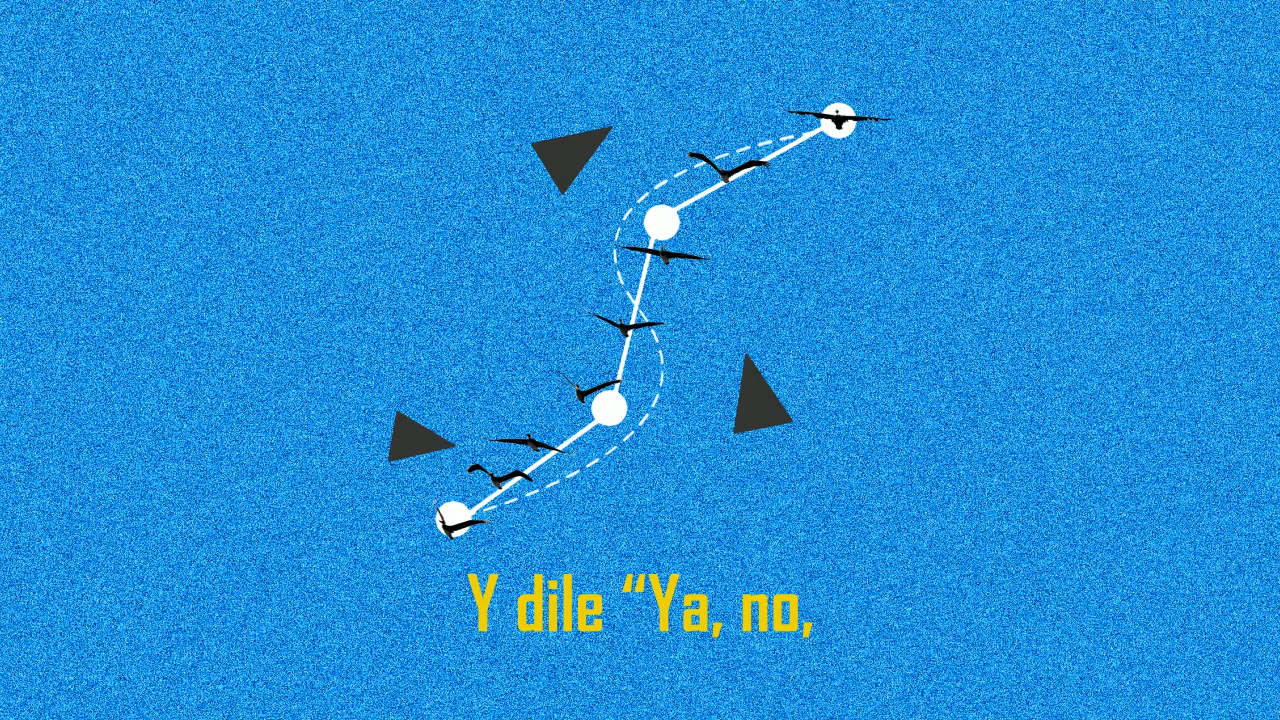 Y dile “Ya, no,